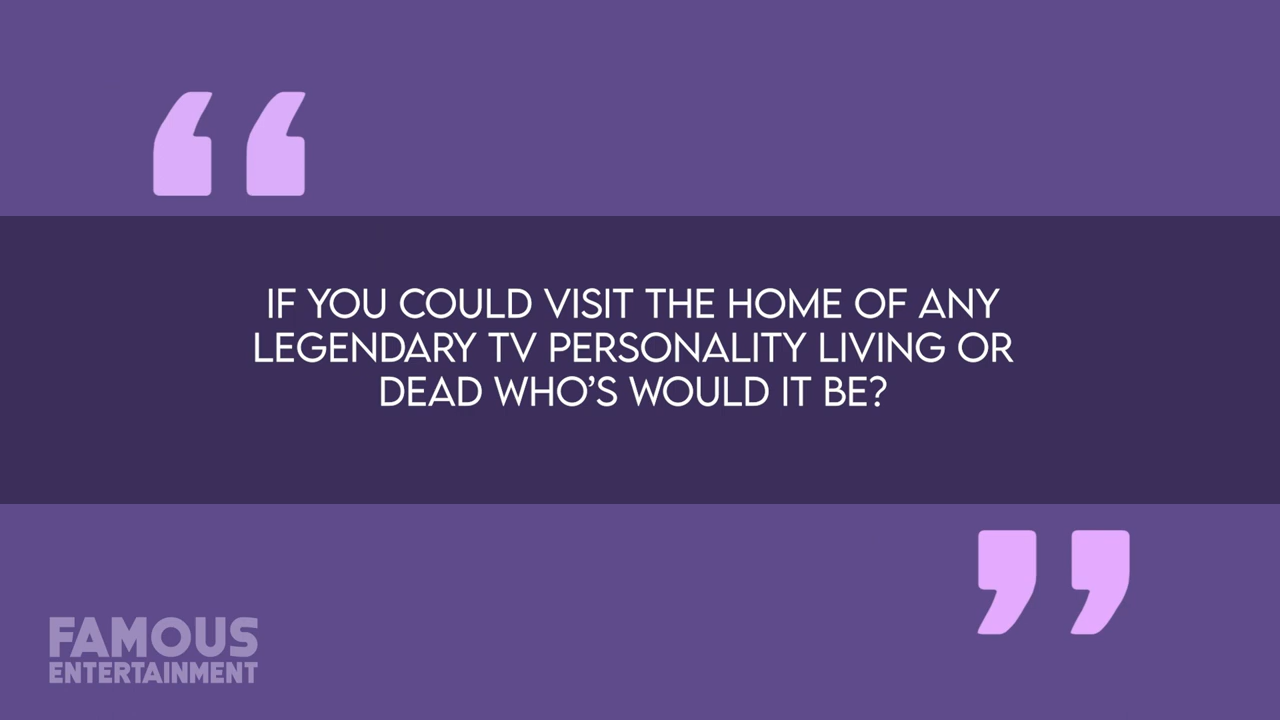 “
IF YOU COULD VISIT THE HOME OF ANY
LEGENDARY TV PERSONALITY LIVING OR
DEAD WHO’S WOULD IT BE?
”
FAMOUS
ENTERTAINMENT